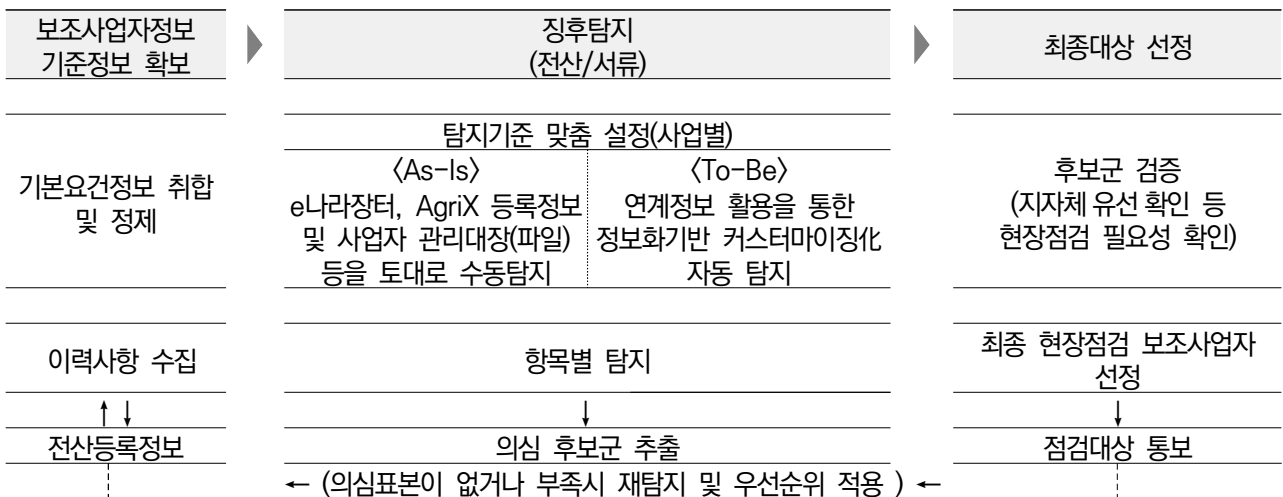 보조사업자정보
기준정보 확보
징후탐지
(전산/서류)
최종대상 선정
기본요건정보 취합
및 정제
탐지기준 맞춤 설정(사업별)
〈As-Is〉
e나라장터, AgriX 등록정보
및 사업자 관리대장(파일)
등을 토대로 수동탐지
〈To-Be〉
연계정보 활용을 통한
정보화기반 커스터마이징化
자동 탐지
후보군 검증
(지자체 유선 확인 등
현장점검 필요성 확인)
이력사항 수집
항목별 탐지
최종 현장점검 보조사업자
선정
↑↓
↓
↓
전산등록정보
의심 후보군 추출
점검대상 통보
← (의심표본이 없거나 부족시 재탐지 및 우선순위 적용 ) ←